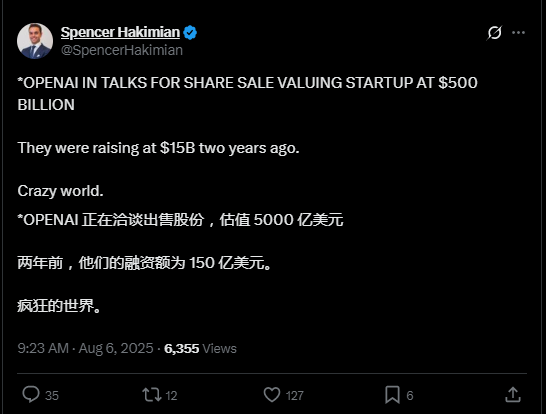 Spencer Hakimian
@SpencerHakimian
*OPENAI IN TALKS FOR SHARE SALE VALUING STARTUP AT $500
BILLION
They were raising at $15B two years ago.
Crazy world.
*OPENAI 正在洽谈出售股份，估值 5000 亿美元
两年前，他们的融资额为 150 亿美元。
疯狂的世界。
9:23 AM · Aug 6, 2025 · 6,355 Views
35 12 127 6